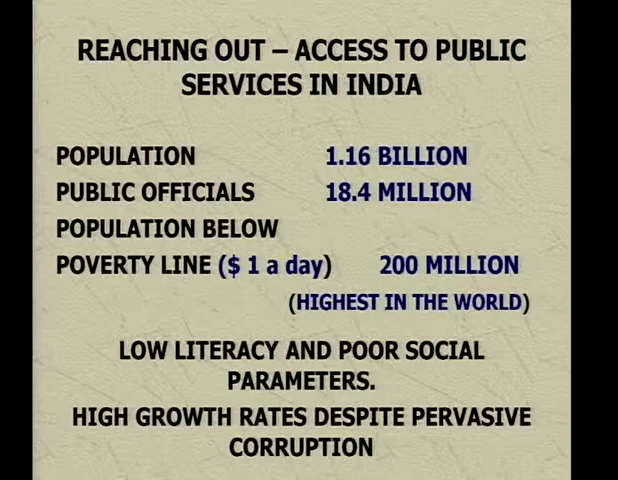 REACHING OUT – ACCESS TO PUBLIC
SERVICES IN INDIA
POPULATION 1.16 BILLION
PUBLIC OFFICIALS 18.4 MILLION
POPULATION BELOW
POVERTY LINE ($ 1 a day) 200 MILLION
(HIGHEST IN THE WORLD)
LOW LITERACY AND POOR SOCIAL
PARAMETERS.
HIGH GROWTH RATES DESPITE PERVASIVE
CORRUPTION